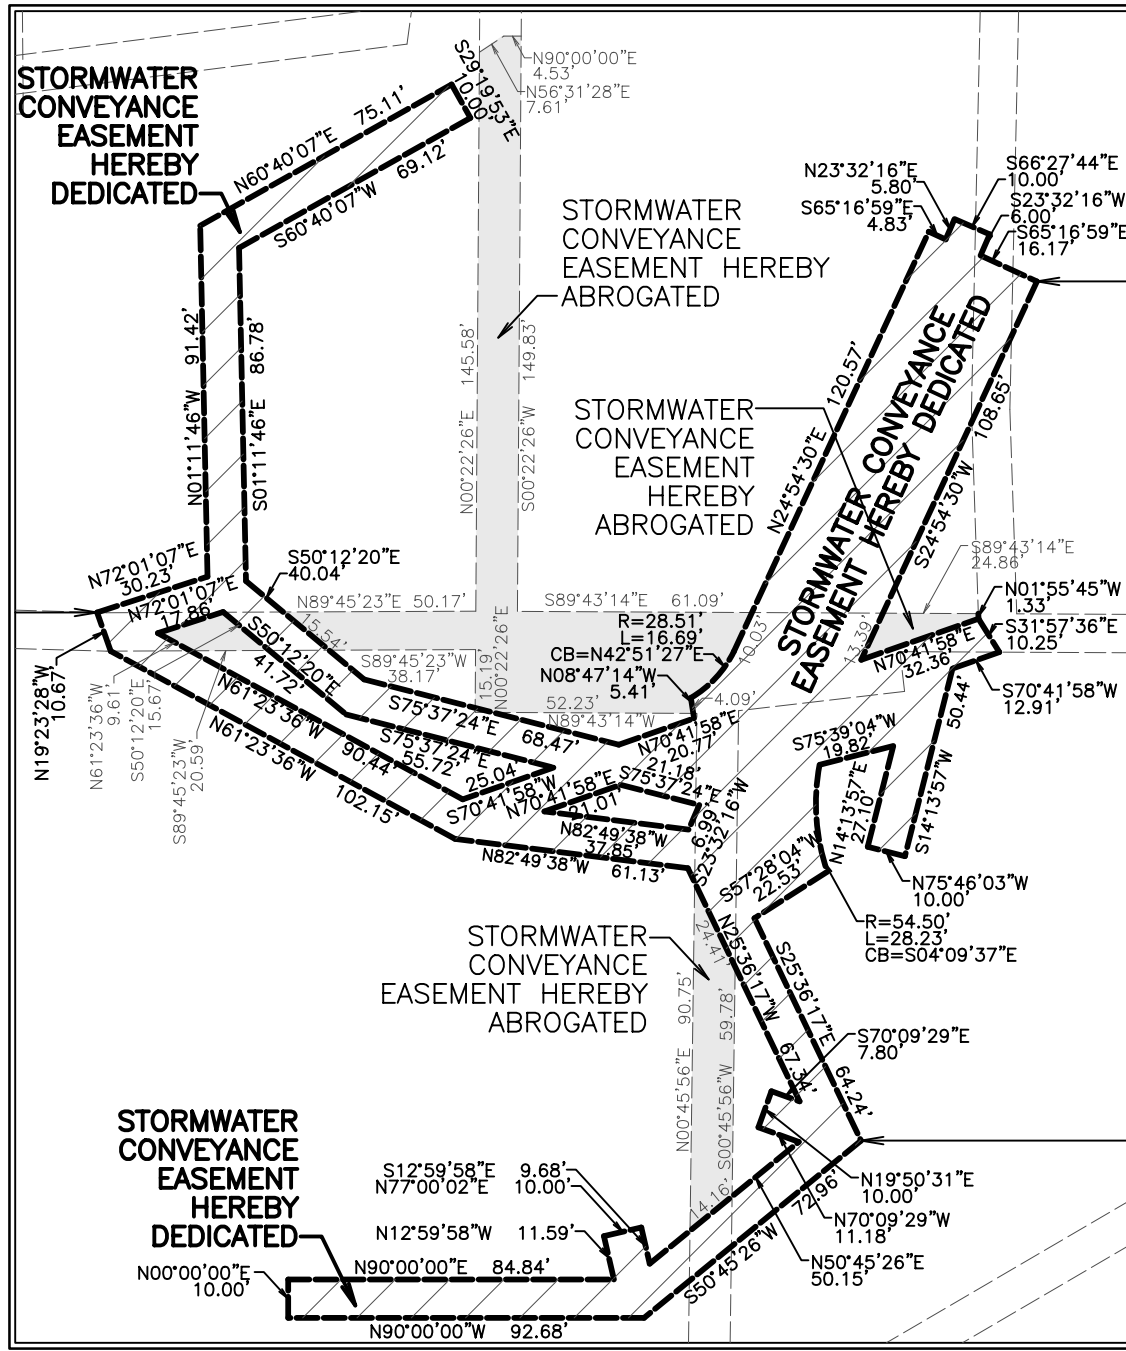 STORMWATER
CONVEYANCE
EASEMENT
HEREBY
DEDICATED
N60°40'07"E 75.11'
S29°19'53"E
10.00'
S60°40'07"W 69.12'
N90°00'00"E
4.53'
N56°31'28"E
7.61'
STORMWATER
CONVEYANCE
EASEMENT HEREBY
ABROGATED
N23°32'16"E
5.80'
S65°16'59"E
4.83'
S66°27'44"E
10.00'
S23°32'16"W
6.00'
S65°16'59"E
16.17'
N01°11'46"W 91.42'
S01°11'46"E 86.78'
N00°22'26"E 145.58'
S00°22'26"W 149.83'
STORMWATER
CONVEYANCE
EASEMENT
HEREBY
ABROGATED
N24°54'30"E 120.57'
STORMWATER CONVEYANCE
EASEMENT HEREBY DEDICATED
S24°54'30"W 108.65'
S89°43'14"E
24.86'
N01°55'45"W
1.33'
S31°57'36"E
10.25'
S70°41'58"W
12.91'
N70°41'58"E
32.36'
13.39'
10.03'
N72°01'07"E
30.23'
N72°01'07"E
17.86'
S50°12'20"E
40.04'
N89°45'23"E 50.17'
S89°43'14"E 61.09'
R=28.51'
L=16.69'
CB=N42°51'27"E
N08°47'14"W
5.41'
15.54'
S89°45'23"W
38.17'
15.19'
N00°22'26"E
52.23'
N89°43'14"W
4.09'
N19°23'28"W
10.67'
N61°23'36"W
9.61'
S50°12'20"E
15.67'
S89°45'23"W
20.59'
S50°12'20"E
41.72'
N61°23'36"W 90.44'
N61°23'36"W 102.15'
S75°37'24"E 68.47'
S75°37'24"E
55.72'
N70°41'58"E
20.77'
21.18'
25.04
S70°41'58"W
N70°41'58"E
21.01'
S75°37'24"E
6.99'
S23°32'16"W
N82°49'38"W
37.85'
N82°49'38"W 61.13'
S75°39'04"W
19.82'
50.44'
S14°13'57"W
N14°13'57"E
27.10'
N75°46'03"W
10.00'
S57°28'04"W
22.53'
R=54.50'
L=28.23'
CB=S04°09'37"E
STORMWATER
CONVEYANCE
EASEMENT HEREBY
ABROGATED
24.41'
N25°36'17"W 67.34'
S25°36'17"E 64.24'
N00°45'56"E 90.75'
S00°45'56"W 59.78'
S70°09'29"E
7.80'
N19°50'31"E
10.00'
N70°09'29"W
11.18'
N50°45'26"E
50.15'
14.16'
S50°45'26"W 72.96'
STORMWATER
CONVEYANCE
EASEMENT
HEREBY
DEDICATED
S12°59'58"E 9.68'
N77°00'02"E 10.00'
N12°59'58"W 11.59'
N00°00'00"E
10.00'
N90°00'00"E 84.84'
N90°00'00"W 92.68'